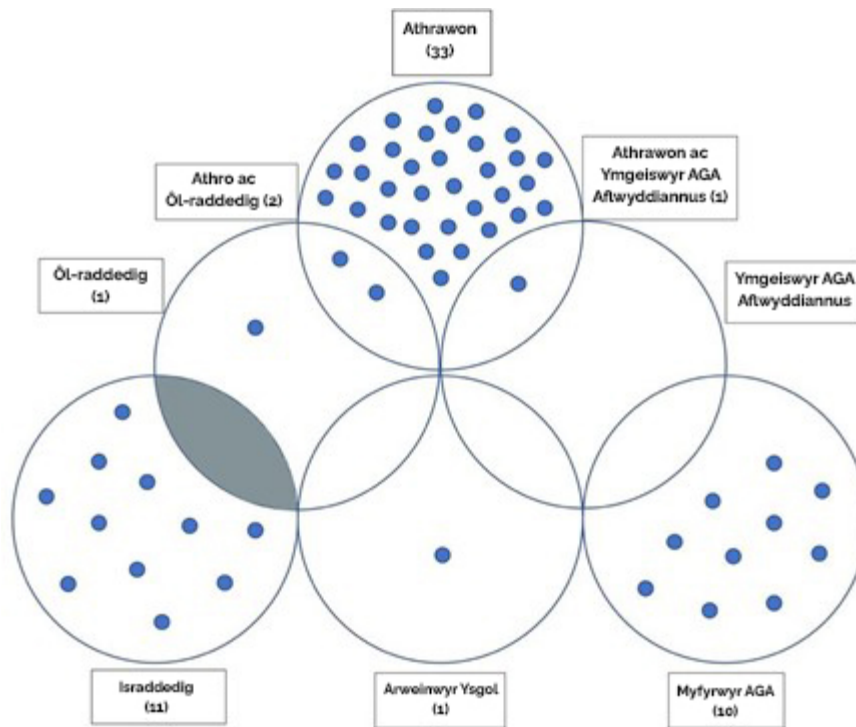 Athrawon
(33)
Athro ac
Ôl-raddedig (2)
Athrawon ac
Ymgeiswyr AGA
Aflwyddiannus (1)
Ôl-raddedig
(1)
Ymgeiswyr AGA
Aflwyddiannus
Israddedig
(11)
Arweinwyr Ysgol
(1)
Myfyrwyr AGA
(10)